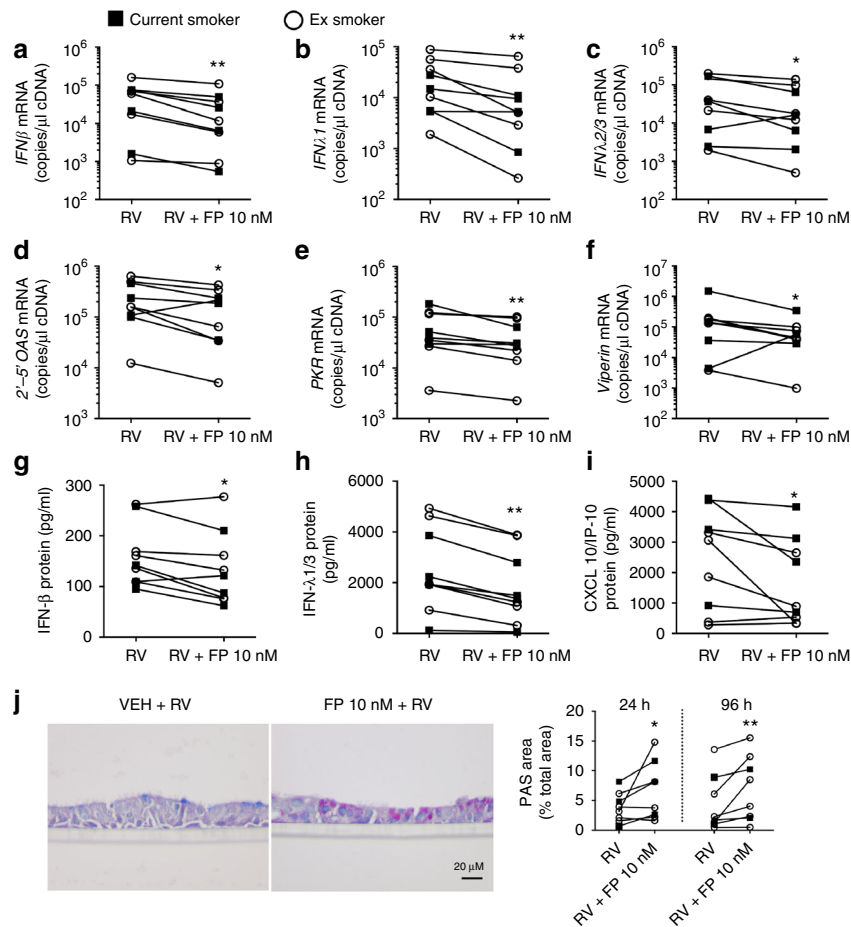 Current smoker Ex smoker
a
IFNβ mRNA
(copies/μl cDNA)
10⁶
10⁵
10⁴
10³
10²
**
RV RV + FP 10 nM
b
IFNλ1 mRNA
(copies/μl cDNA)
10⁵
10⁴
10³
10²
**
RV RV + FP 10 nM
c
IFNλ2/3 mRNA
(copies/μl cDNA)
10⁶
10⁵
10⁴
10³
10²
*
RV RV + FP 10 nM
d
2'–5' OAS mRNA
(copies/μl cDNA)
10⁶
10⁵
10⁴
10³
*
RV RV + FP 10 nM
e
PKR mRNA
(copies/μl cDNA)
10⁶
10⁵
10⁴
10³
**
RV RV + FP 10 nM
f
Viperin mRNA
(copies/μl cDNA)
10⁷
10⁶
10⁵
10⁴
10³
10²
*
RV RV + FP 10 nM
g
IFN-β protein (pg/ml)
300
200
100
0
*
RV RV + FP 10 nM
h
IFN-λ1/3 protein
(pg/ml)
6000
4000
2000
0
**
RV RV + FP 10 nM
i
CXCL 10/IP-10
protein (pg/ml)
5000
4000
3000
2000
1000
0
*
RV RV + FP 10 nM
j
VEH + RV FP 10 nM + RV
20 μM
PAS area
(% total area)
20
15
10
5
0
24 h 96 h
* **
RV
RV + FP 10 nM
RV
RV + FP 10 nM